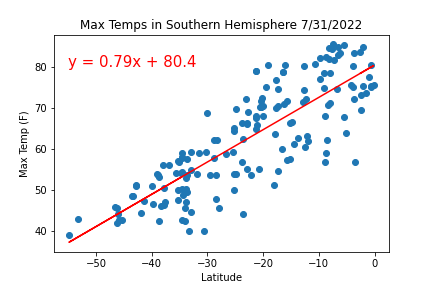 Max Temps in Southern Hemisphere 7/31/2022
y = 0.79x + 80.4
Max Temp (F)
80
70
60
50
40
−50
−40
−30
−20
−10
0
Latitude